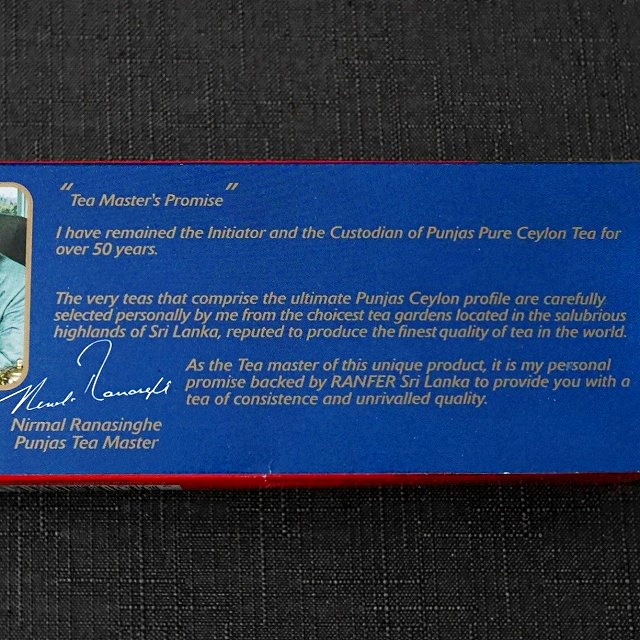 "Tea Master's Promise"
I have remained the Initiator and the Custodian of Punjas Pure Ceylon Tea for
over 50 years.
The very teas that comprise the ultimate Punjas Ceylon profile are carefully
selected personally by me from the choicest tea gardens located in the salubrious
highlands of Sri Lanka, reputed to produce the finest quality of tea in the world.
As the Tea master of this unique product, it is my personal
promise backed by RANFER Sri Lanka to provide you with a
tea of consistence and unrivalled quality.
Nirmal Ranasinghe
Punjas Tea Master